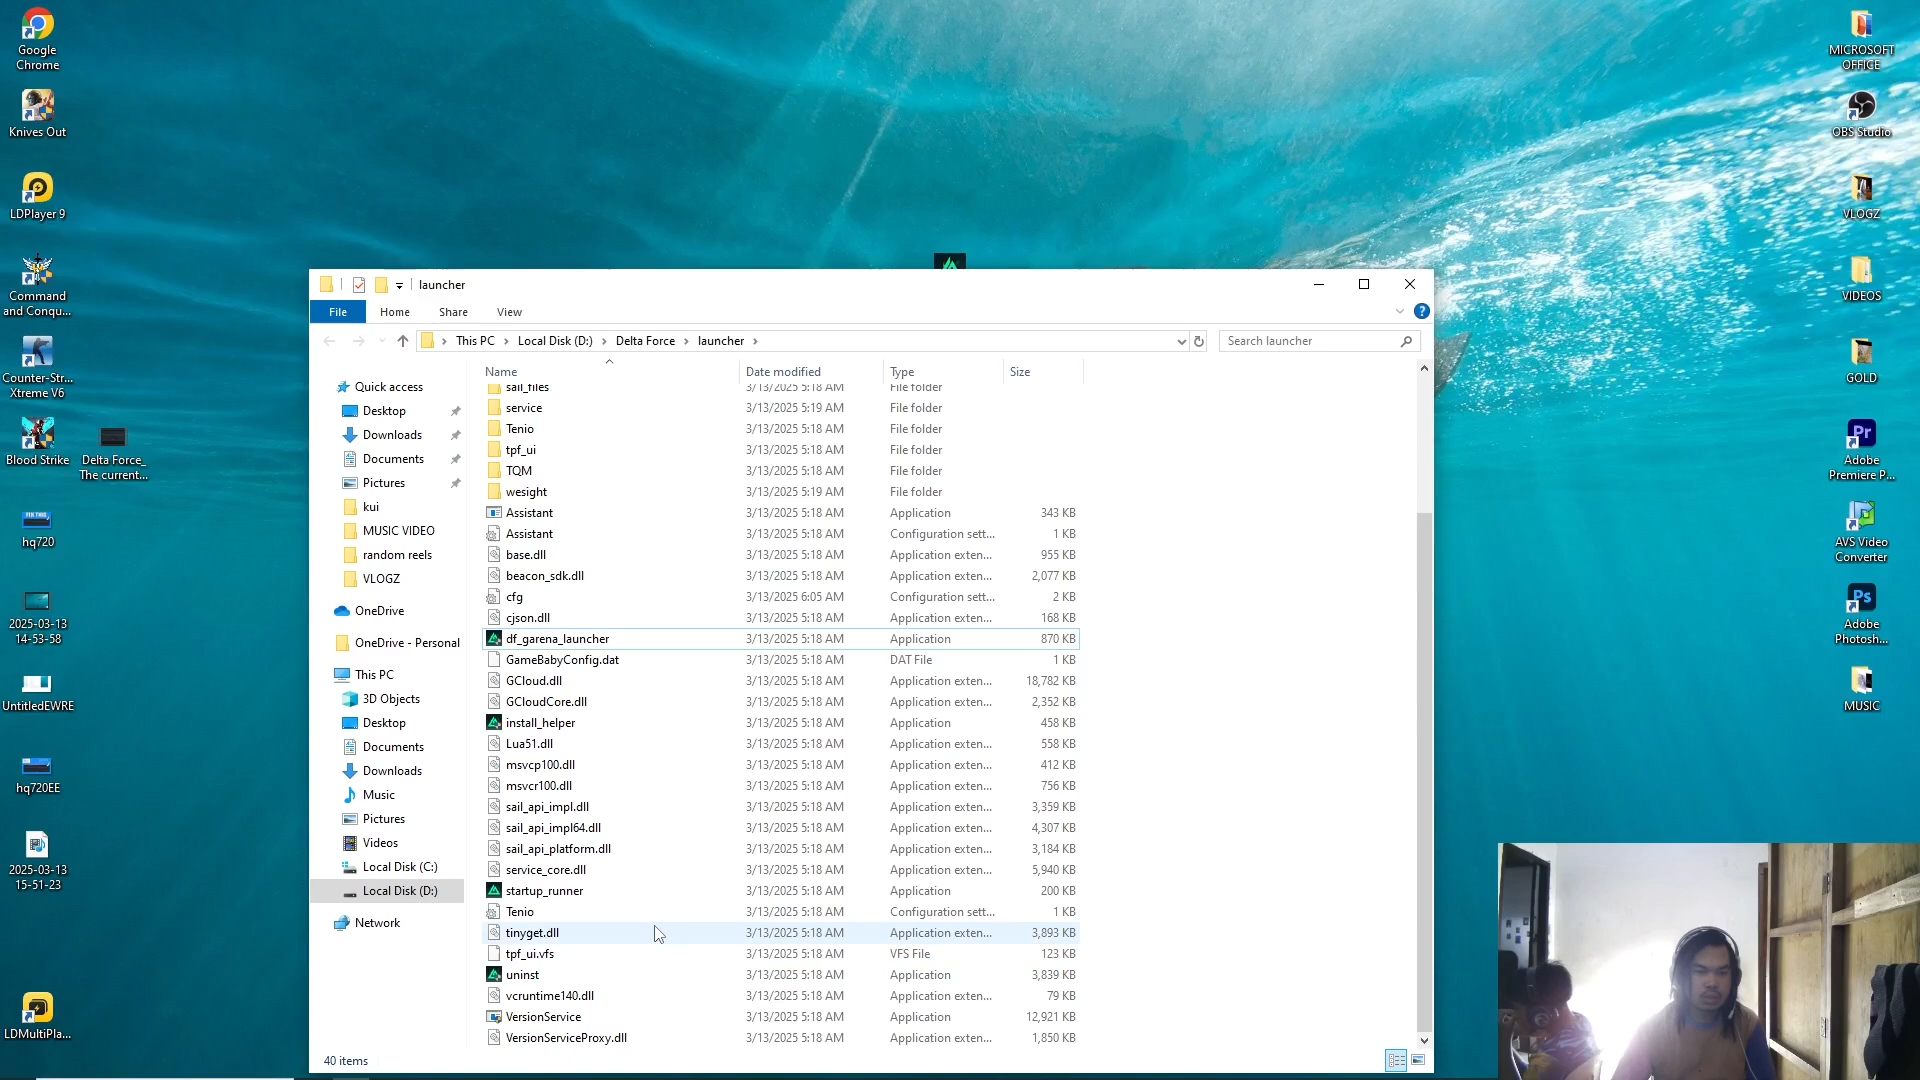 Google
Chrome
Knives Out
LDPlayer 9
Command
and Conqu...
Counter-Str...
Xtreme V6
Blood Strike
Delta Force_
The current...
hq720
2025-03-13
14-53-58
UntitledEWRE
hq720EE
2025-03-13
15-51-23
LDMultiPla...
launcher
File
Home
Share
View
This PC
Local Disk (D:)
Delta Force
launcher
Search launcher
Quick access
Desktop
Downloads
Documents
Pictures
kui
MUSIC VIDEO
random reels
VLOGZ
OneDrive
OneDrive - Personal
This PC
3D Objects
Desktop
Documents
Downloads
Music
Pictures
Videos
Local Disk (C:)
Local Disk (D:)
Network
Name Date modified Type Size
sail_files 3/13/2025 5:18 AM File folder
service 3/13/2025 5:19 AM File folder
Tenio 3/13/2025 5:18 AM File folder
tpf_ui 3/13/2025 5:18 AM File folder
TQM 3/13/2025 5:18 AM File folder
wesight 3/13/2025 5:19 AM File folder
Assistant 3/13/2025 5:18 AM Application 343 KB
Assistant 3/13/2025 5:18 AM Configuration sett... 1 KB
base.dll 3/13/2025 5:18 AM Application exten... 955 KB
beacon_sdk.dll 3/13/2025 5:18 AM Application exten... 2,077 KB
cfg 3/13/2025 6:05 AM Configuration sett... 2 KB
cjson.dll 3/13/2025 5:18 AM Application exten... 168 KB
df_garena_launcher 3/13/2025 5:18 AM Application 870 KB
GameBabyConfig.dat 3/13/2025 5:18 AM DAT File 1 KB
GCloud.dll 3/13/2025 5:18 AM Application exten... 18,782 KB
GCloudCore.dll 3/13/2025 5:18 AM Application exten... 2,352 KB
install_helper 3/13/2025 5:18 AM Application 458 KB
Lua51.dll 3/13/2025 5:18 AM Application exten... 558 KB
msvcp100.dll 3/13/2025 5:18 AM Application exten... 412 KB
msvcr100.dll 3/13/2025 5:18 AM Application exten... 756 KB
sail_api_impl.dll 3/13/2025 5:18 AM Application exten... 3,359 KB
sail_api_impl64.dll 3/13/2025 5:18 AM Application exten... 4,307 KB
sail_api_platform.dll 3/13/2025 5:18 AM Application exten... 3,184 KB
service_core.dll 3/13/2025 5:18 AM Application exten... 5,940 KB
startup_runner 3/13/2025 5:18 AM Application 200 KB
Tenio 3/13/2025 5:18 AM Configuration sett... 1 KB
tinyget.dll 3/13/2025 5:18 AM Application exten... 3,893 KB
tpf_ui.vfs 3/13/2025 5:18 AM VFS File 123 KB
uninst 3/13/2025 5:18 AM Application 3,839 KB
vcruntime140.dll 3/13/2025 5:18 AM Application exten... 79 KB
VersionService 3/13/2025 5:18 AM Application 12,921 KB
VersionServiceProxy.dll 3/13/2025 5:18 AM Application exten... 1,850 KB
40 items
MICROSOFT
OFFICE
OBS Studio
VLOGZ
VIDEOS
GOLD
Adobe
Premiere P...
AVS Video
Converter
Adobe
Photosh...
MUSIC